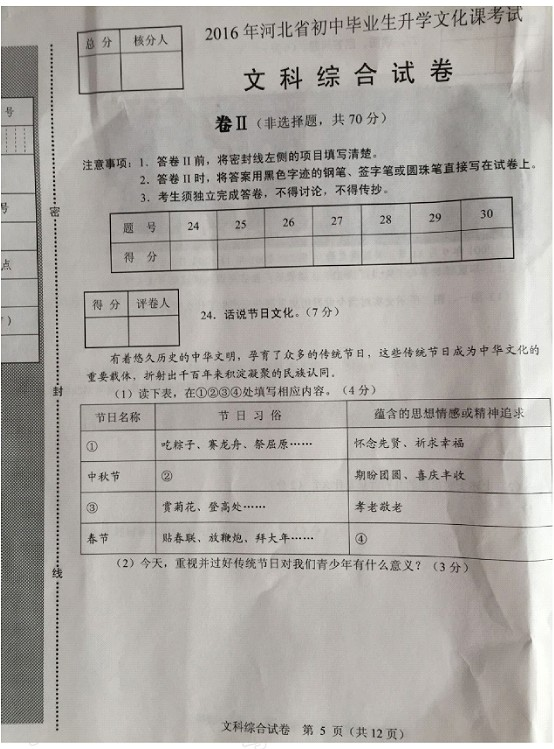 2016年河北省初中毕业生升学文化课考试
总 分 核分人
文科综合试卷
卷Ⅱ（非选择题，共70分）
注意事项：1．答卷Ⅱ前，将密封线左侧的项目填写清楚。
2．答卷Ⅱ时，将答案用黑色字迹的钢笔、签字笔或圆珠笔直接写在试卷上。
3．考生须独立完成答卷，不得讨论，不得传抄。
题 号 24 25 26 27 28 29 30
得 分
得 分 评卷人
24．话说节日文化。（7分）
有着悠久历史的中华文明，孕育了众多的传统节日，这些传统节日成为中华文化的
重要载体，折射出千百年来积淀凝聚的民族认同。
（1）读下表，在①②③④处填写相应内容。（4分）
节日名称 节 日 习 俗 蕴含的思想情感或精神追求
① 吃粽子、赛龙舟、祭屈原…… 怀念先贤、祈求幸福
中秋节 ② 期盼团圆、喜庆丰收
③ 赏菊花、登高处…… 孝老敬老
春节 贴春联、放鞭炮、拜大年…… ④
（2）今天，重视并过好传统节日对我们青少年有什么意义？（3分）
文科综合试卷 第 5 页（共12页）
密
封
线
号
号
点
）